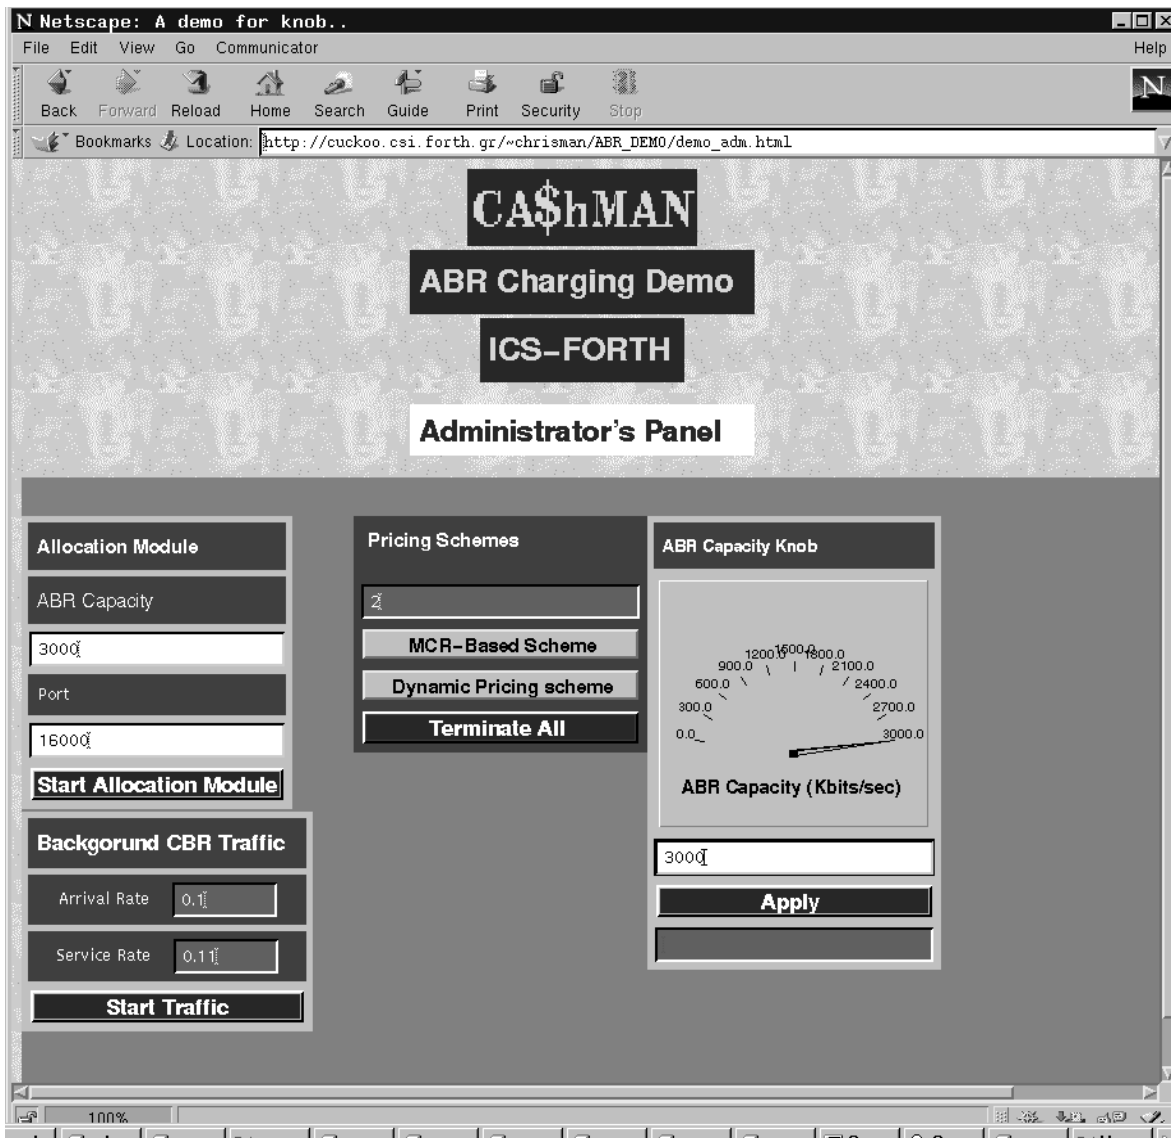 N Netscape: A demo for knob..
File Edit View Go Communicator Help
Back Forward Reload Home Search Guide Print Security Stop
N
Bookmarks Location: http://cuckoo.csi.forth.gr/~chrisman/ABR_DEMO/demo_adm.html
CA$hMAN
ABR Charging Demo
ICS-FORTH
Administrator's Panel
Allocation Module
ABR Capacity
3000
Port
16000
Start Allocation Module
Backgorund CBR Traffic
Arrival Rate 0.1
Service Rate 0.11
Start Traffic
Pricing Schemes
2
MCR-Based Scheme
Dynamic Pricing scheme
Terminate All
ABR Capacity Knob
0.0
300.0
600.0
900.0
1200.0
1500.0
1800.0
2100.0
2400.0
2700.0
3000.0
ABR Capacity (Kbits/sec)
3000
Apply
100%